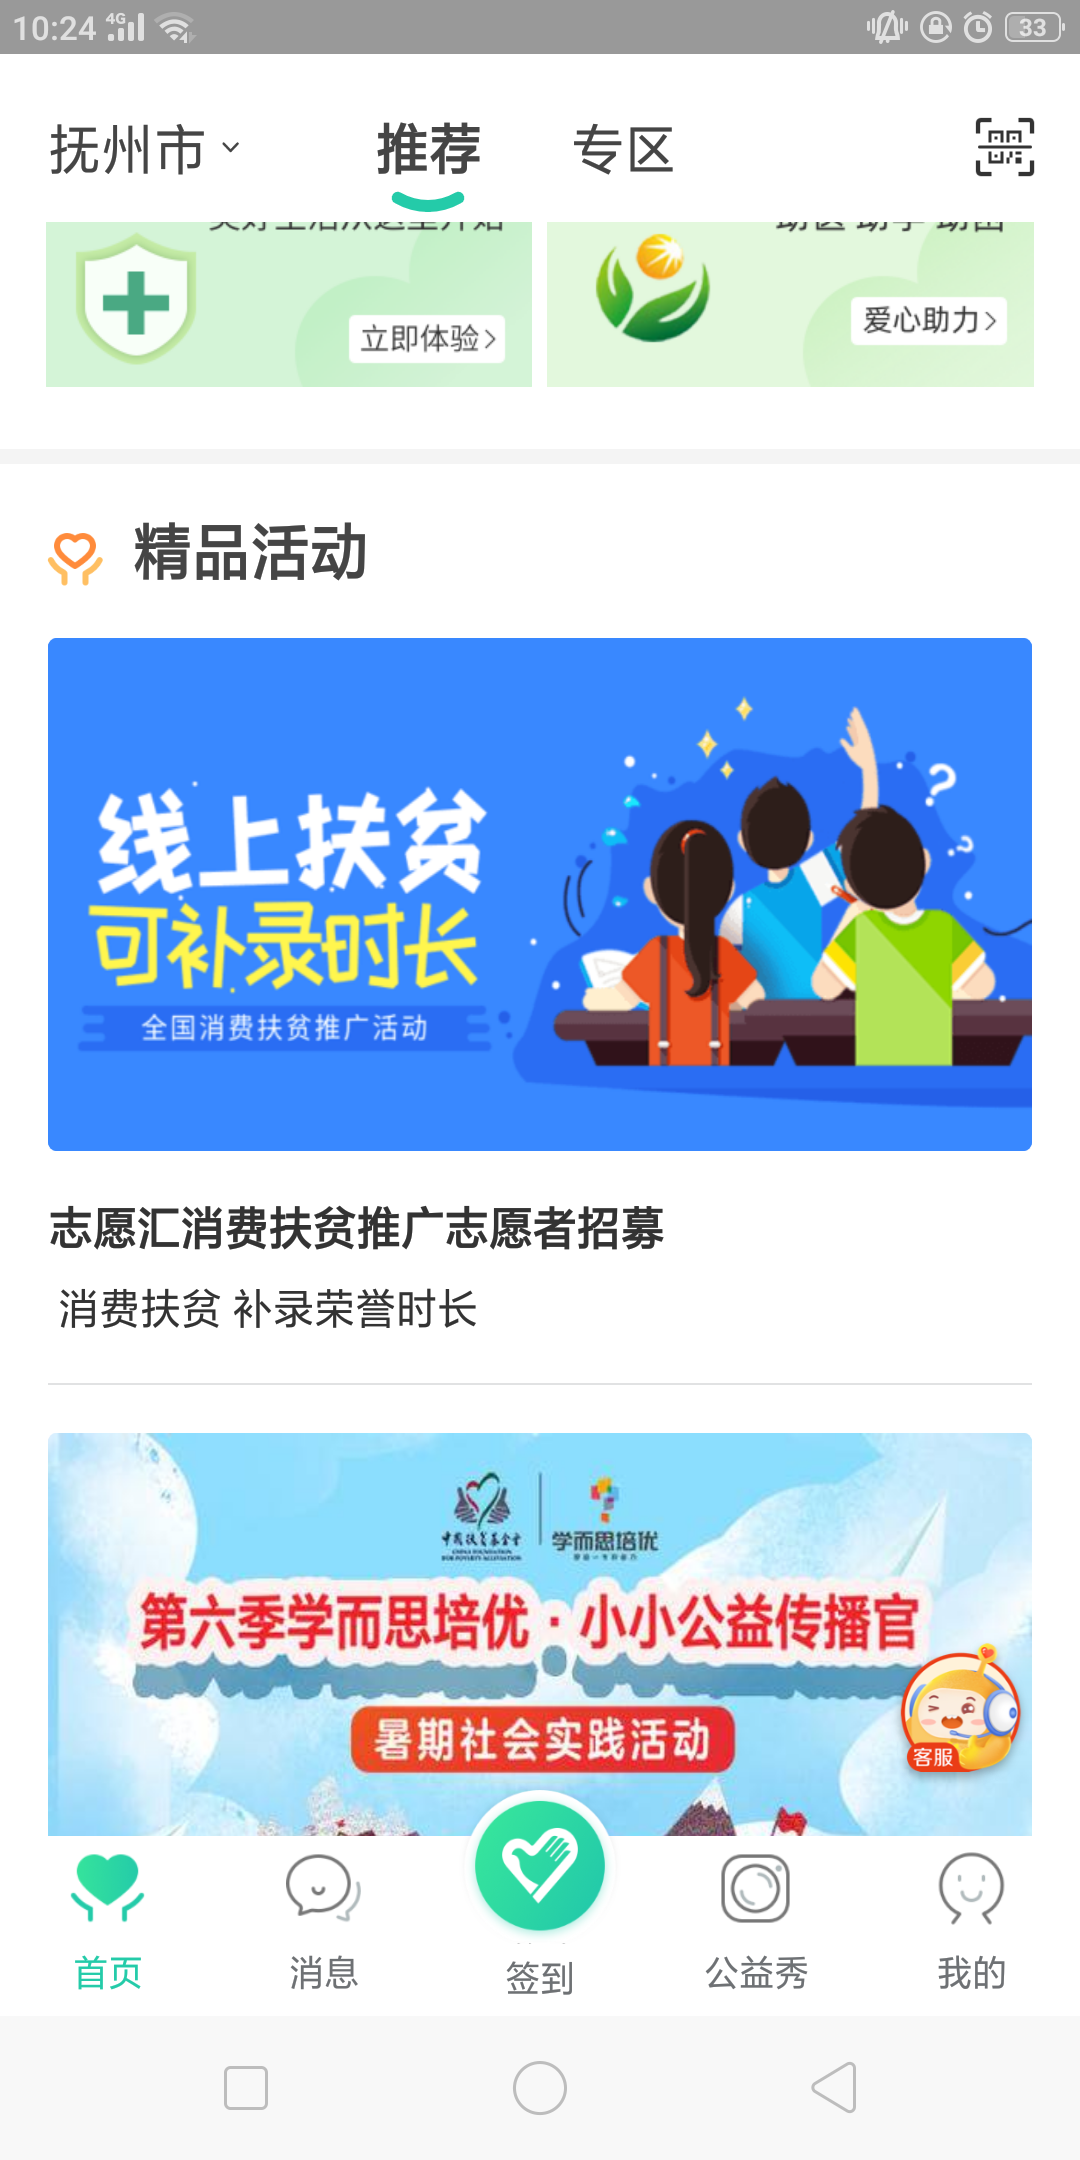 10:24 4G 33
抚州市 推荐 专区
立即体验
爱心助力
精品活动
线上扶贫
可补录时长
全国消费扶贫推广活动
志愿汇消费扶贫推广志愿者招募
消费扶贫 补录荣誉时长
中国扶贫基金会 学而思培优
CHINA FOUNDATION
FOR POVERTY ALLEVIATION
第六季学而思培优·小小公益传播官
暑期社会实践活动
客服
首页 消息 签到 公益秀 我的